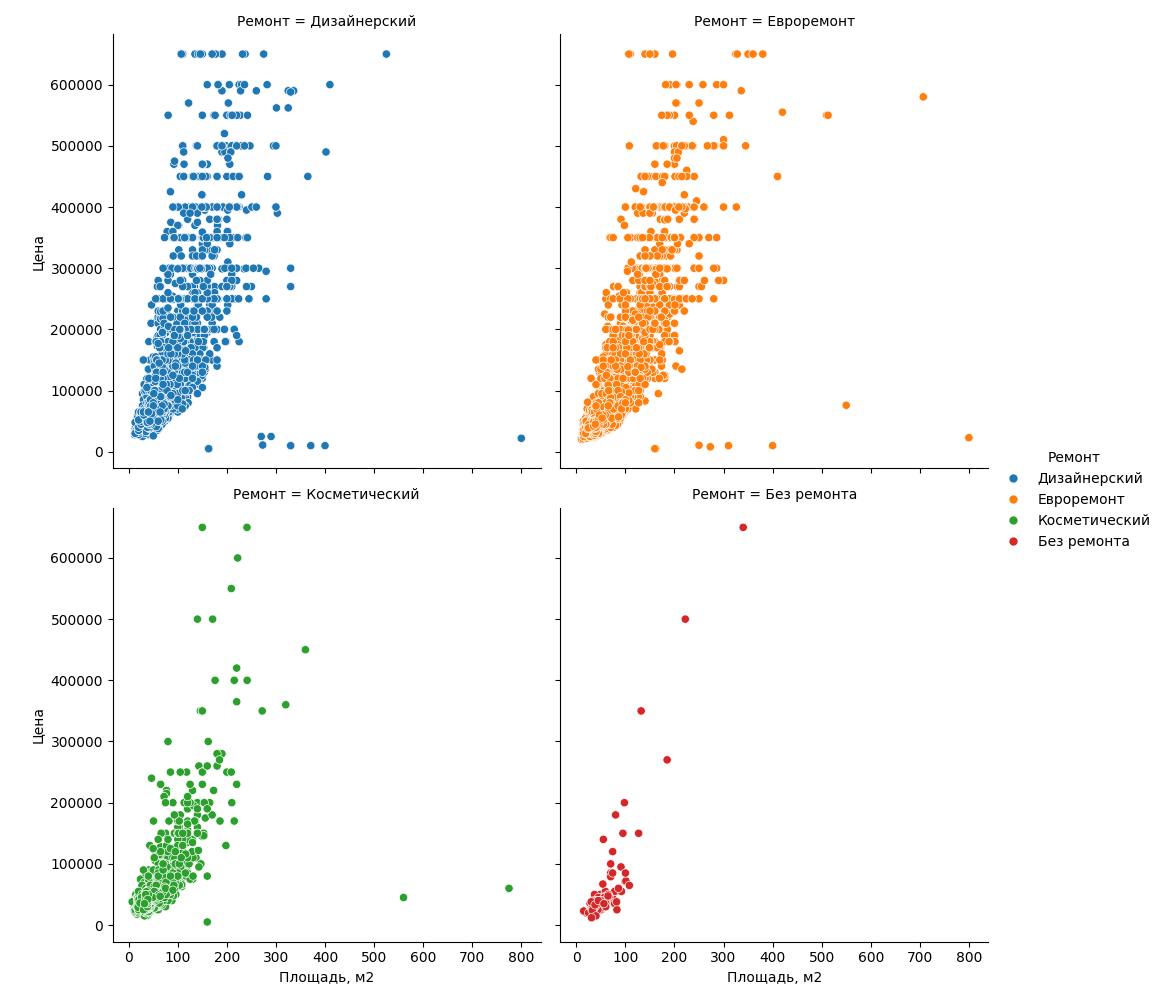 Ремонт = Дизайнерский
Ремонт = Евроремонт
Цена
600000
500000
400000
300000
200000
100000
0
Ремонт = Косметический
Ремонт = Без ремонта
Цена
600000
500000
400000
300000
200000
100000
0
0 100 200 300 400 500 600 700 800
Площадь, м2
0 100 200 300 400 500 600 700 800
Площадь, м2
Ремонт
Дизайнерский
Евроремонт
Косметический
Без ремонта